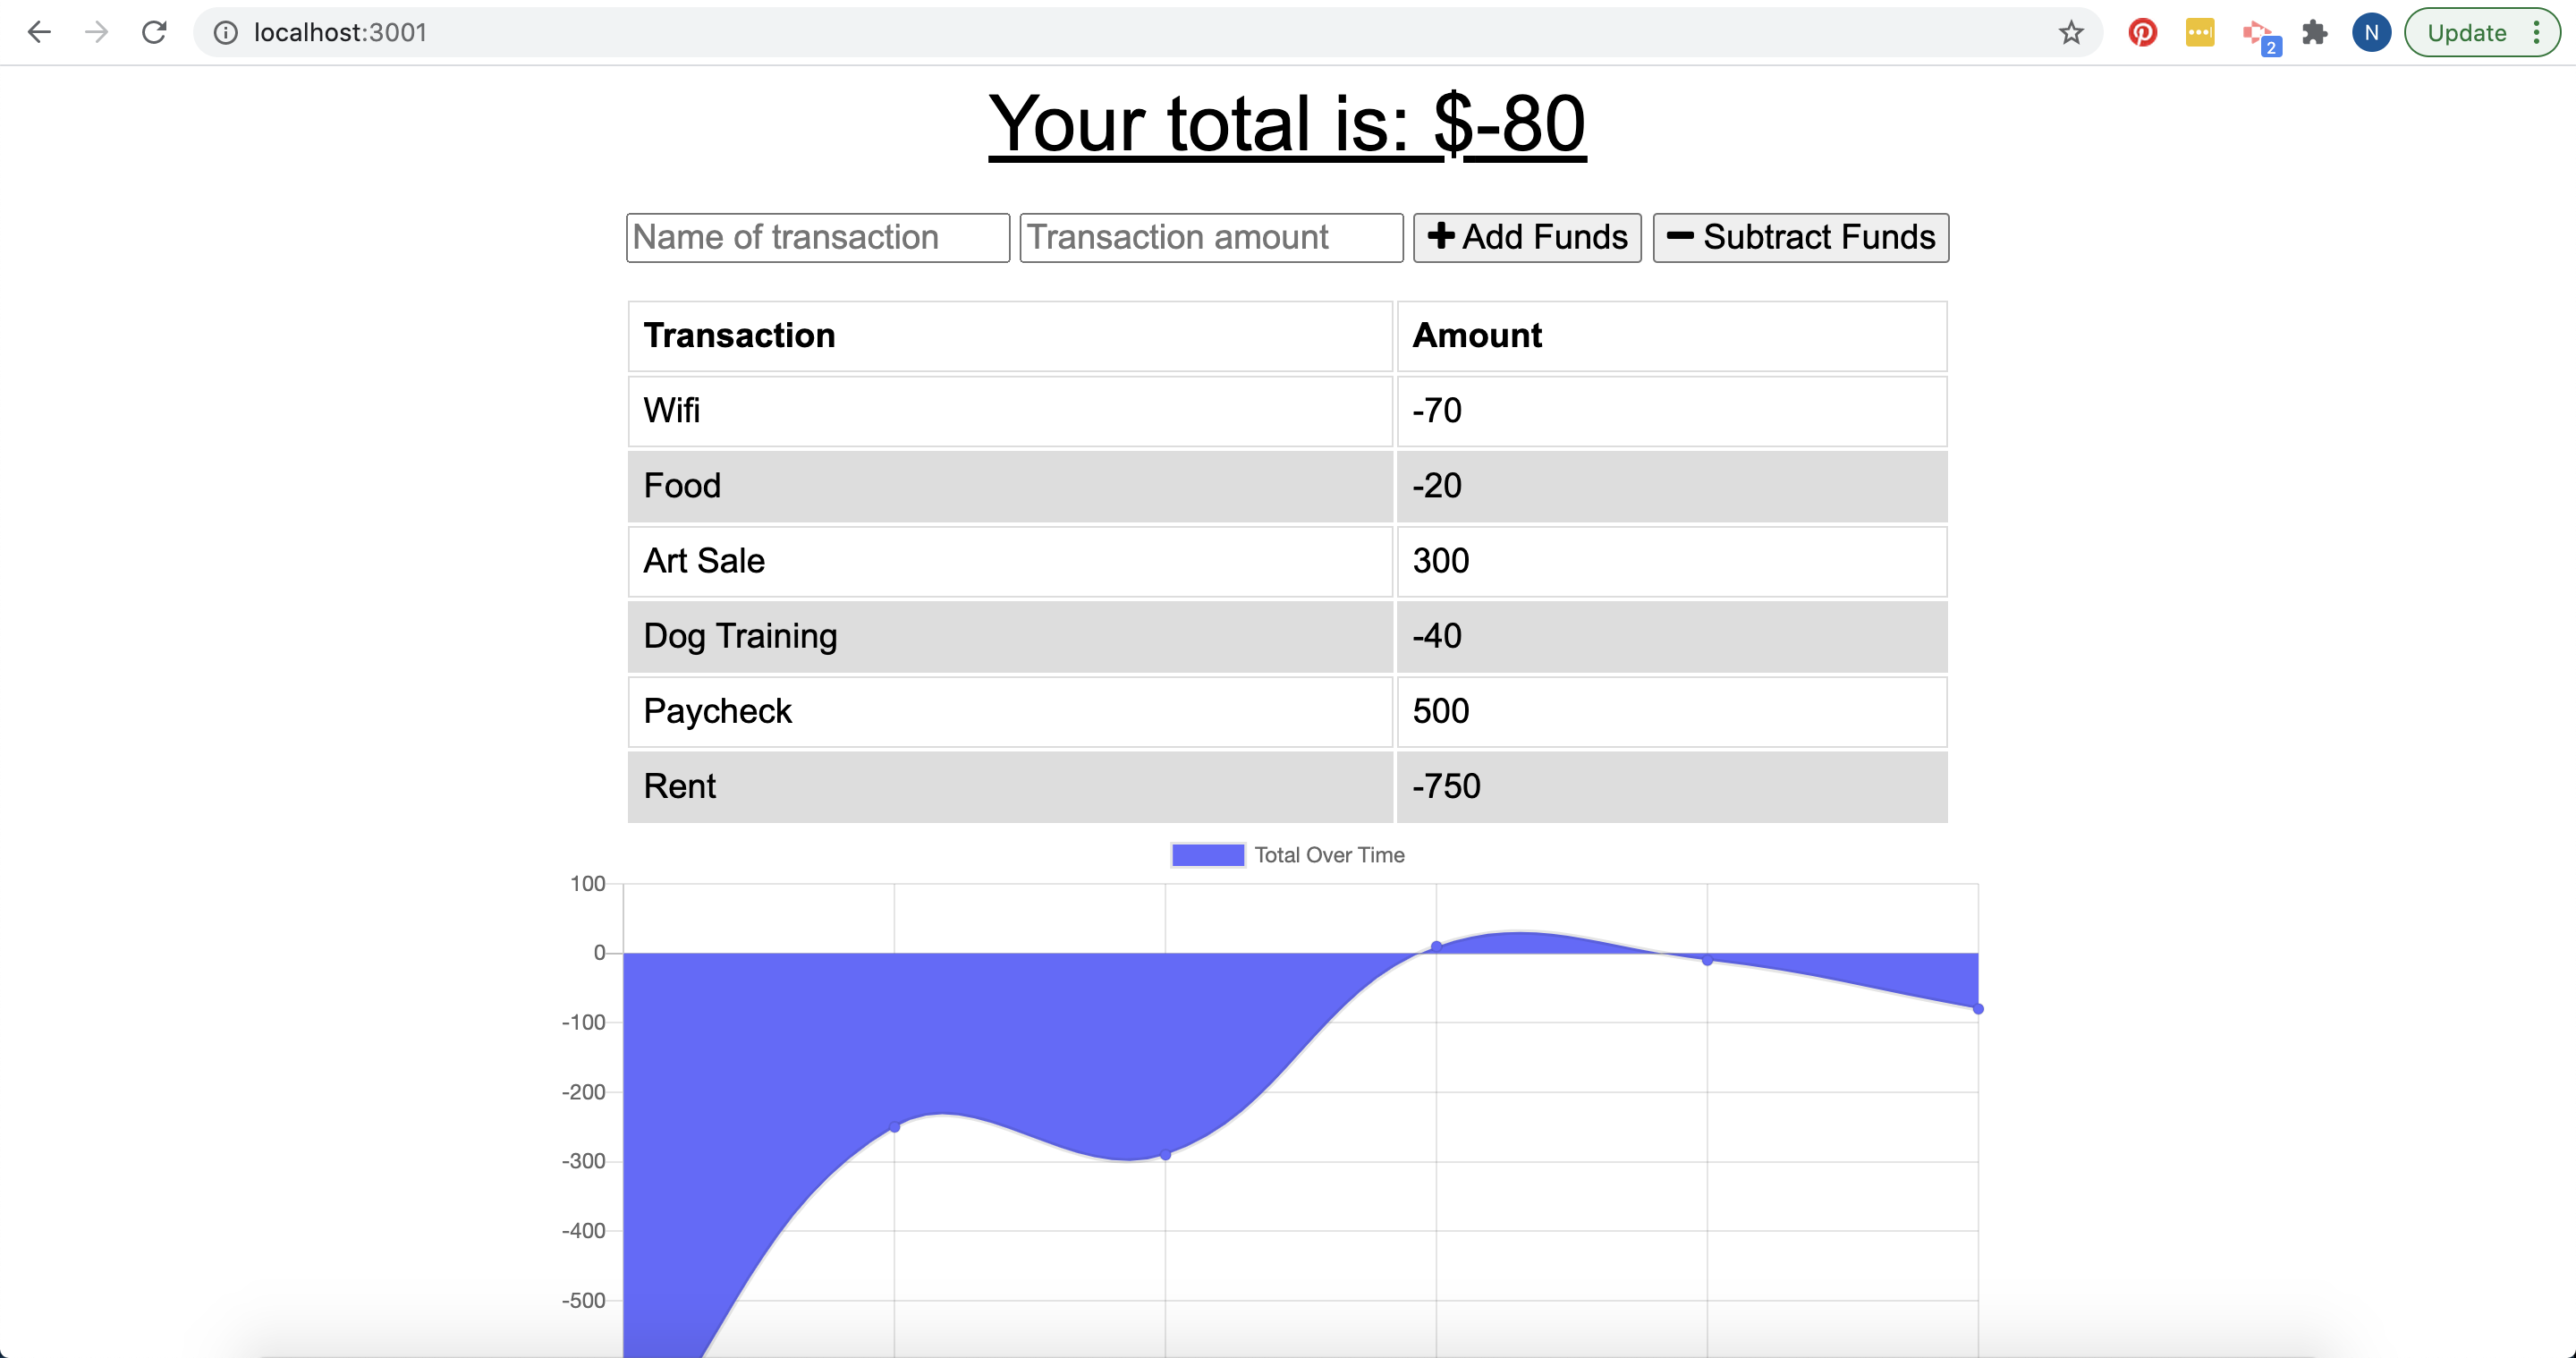 localhost:3001
2
N
Update
Your total is: $-80
Name of transaction Transaction amount Add Funds Subtract Funds
Transaction Amount
Wifi -70
Food -20
Art Sale 300
Dog Training -40
Paycheck 500
Rent -750
Total Over Time
100
0
-100
-200
-300
-400
-500